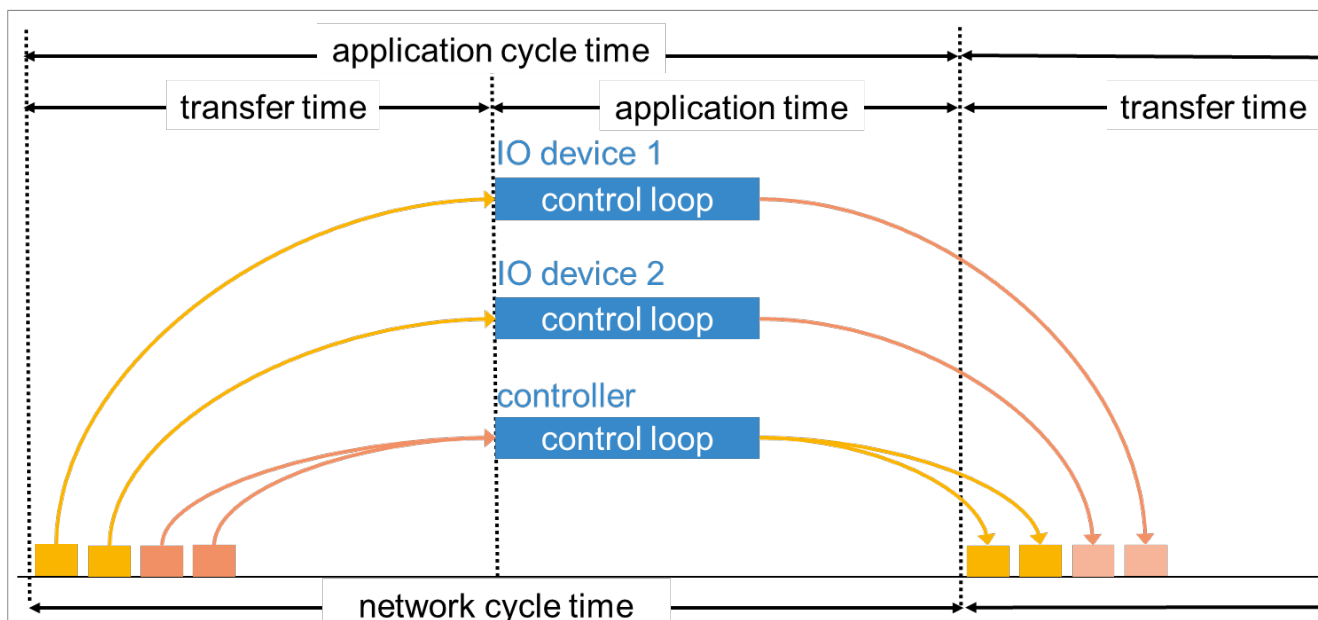 application cycle time
transfer time
application time
transfer time
IO device 1
control loop
IO device 2
control loop
controller
control loop
network cycle time